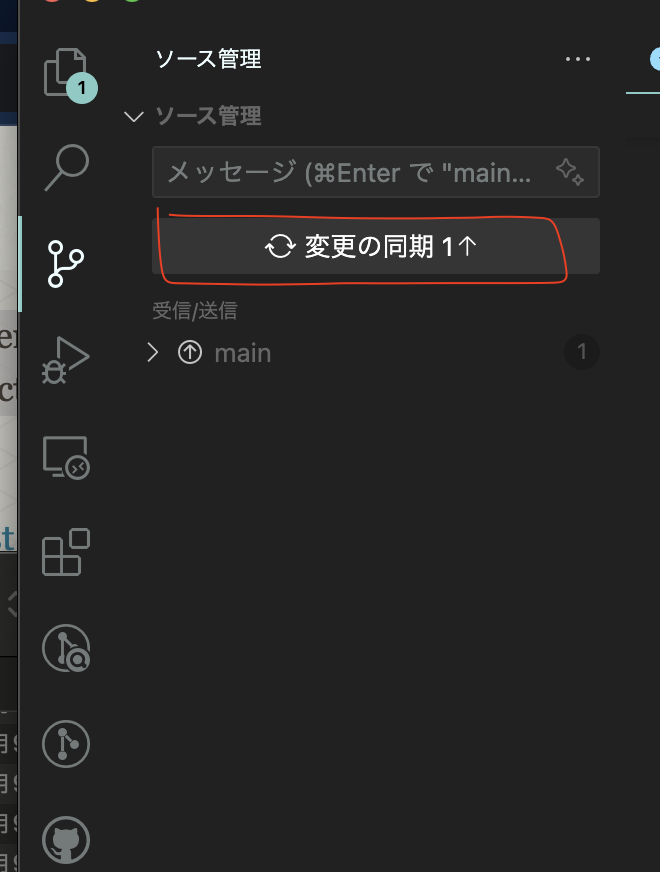 ソース管理
1
ソース管理
メッセージ (⌘Enter で "main...
変更の同期 1↑
受信/送信
main
1